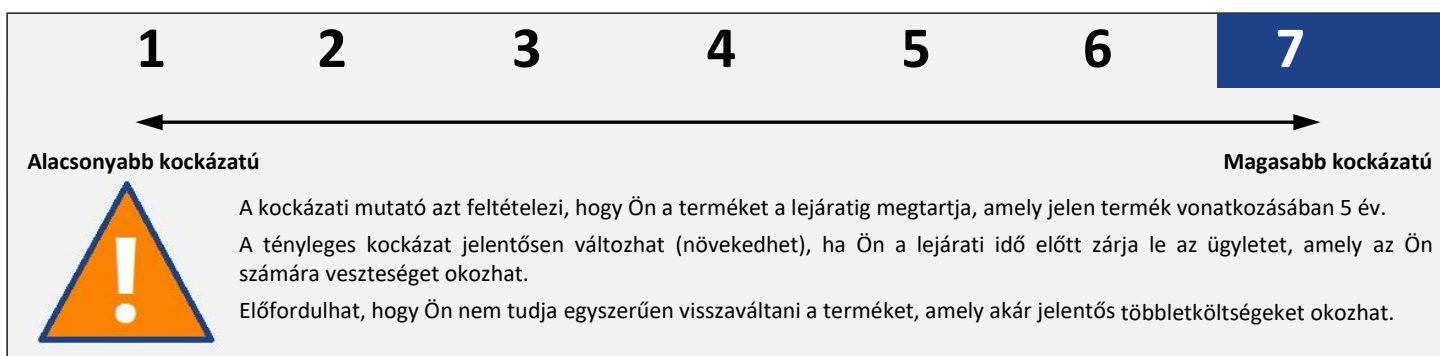 1 2 3 4 5 6 7
Alacsonyabb kockázatú Magasabb kockázatú
A kockázati mutató azt feltételezi, hogy Ön a terméket a lejáratig megtartja, amely jelen termék vonatkozásában 5 év.
A tényleges kockázat jelentősen változhat (növekedhet), ha Ön a lejárati idő előtt zárja le az ügyletet, amely az Ön
számára veszteséget okozhat.
Előfordulhat, hogy Ön nem tudja egyszerűen visszaváltani a terméket, amely akár jelentős többletköltségeket okozhat.